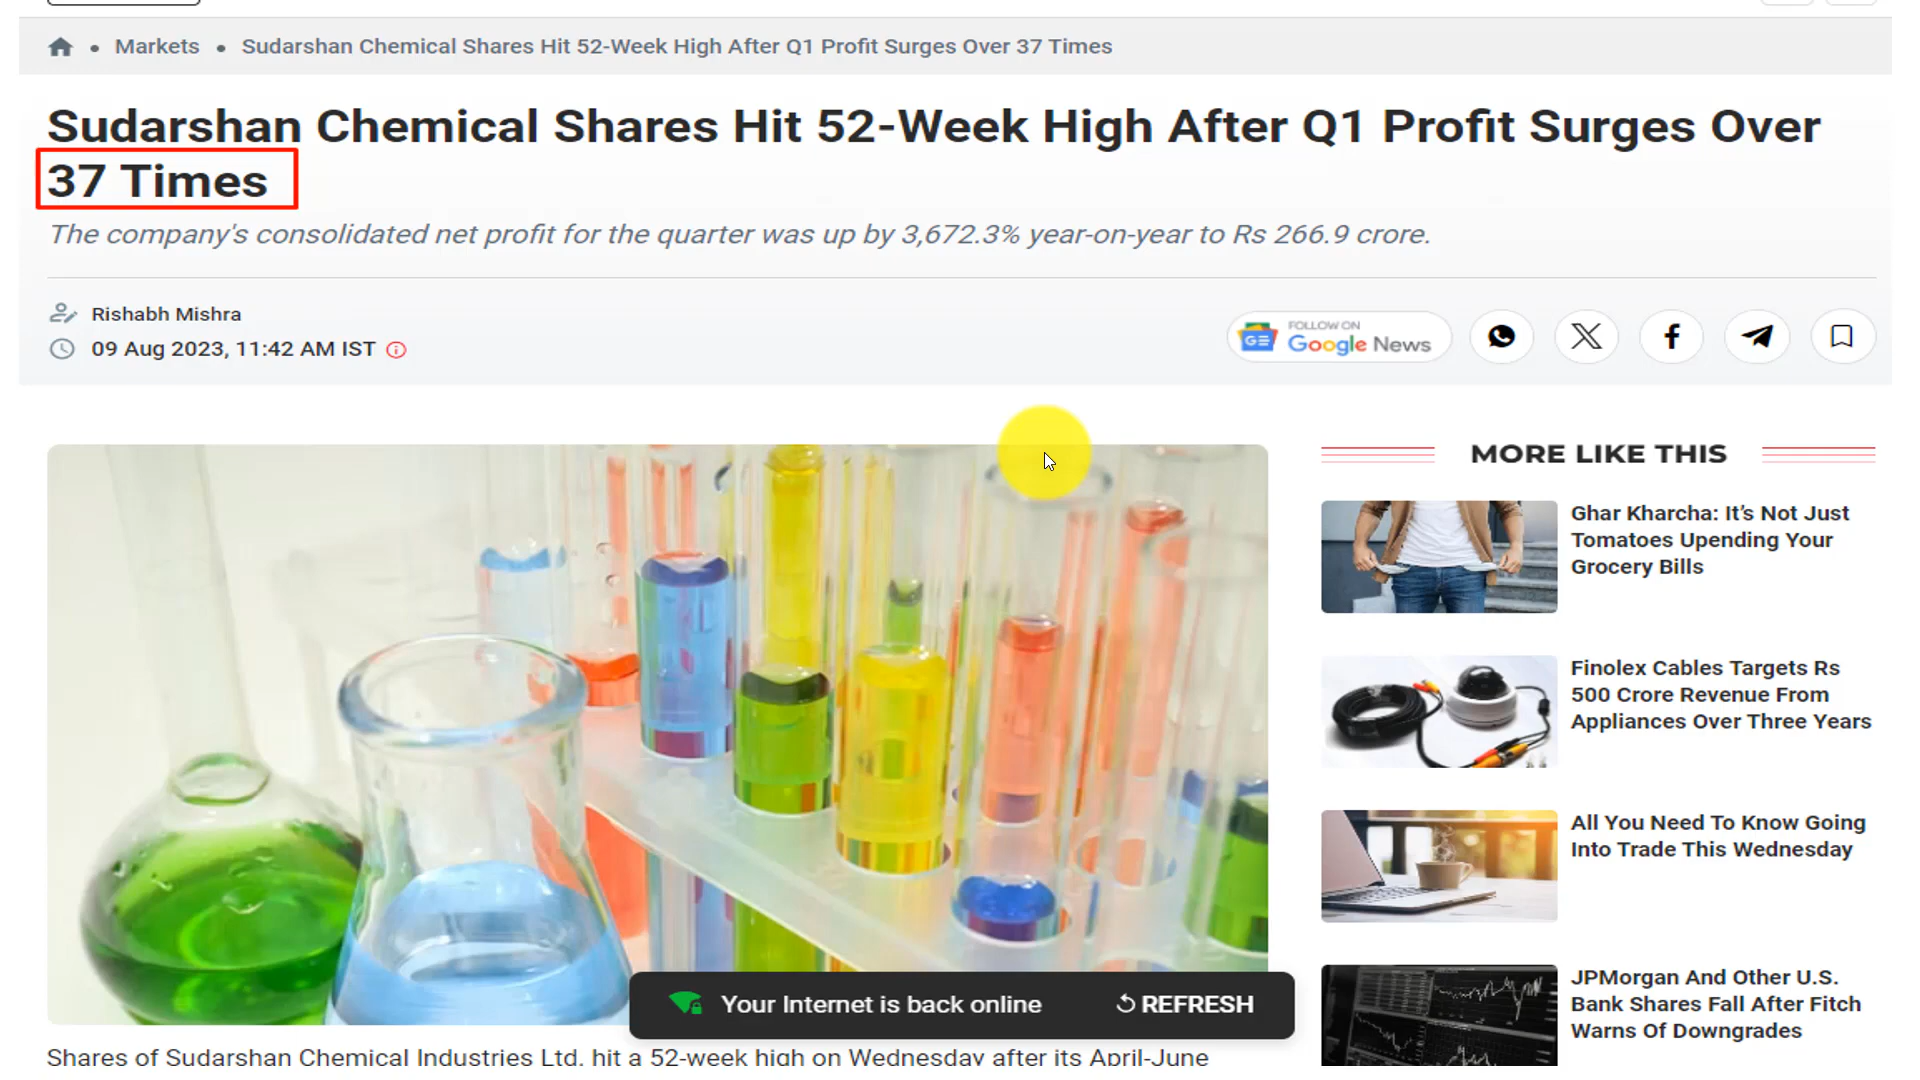 Markets • Sudarshan Chemical Shares Hit 52-Week High After Q1 Profit Surges Over 37 Times
Sudarshan Chemical Shares Hit 52-Week High After Q1 Profit Surges Over
37 Times
The company's consolidated net profit for the quarter was up by 3,672.3% year-on-year to Rs 266.9 crore.
Rishabh Mishra
09 Aug 2023, 11:42 AM IST
FOLLOW ON
GE Google News
MORE LIKE THIS
Ghar Kharcha: It’s Not Just
Tomatoes Upending Your
Grocery Bills
Finolex Cables Targets Rs
500 Crore Revenue From
Appliances Over Three Years
All You Need To Know Going
Into Trade This Wednesday
JPMorgan And Other U.S.
Bank Shares Fall After Fitch
Warns Of Downgrades
Your Internet is back online REFRESH
Shares of Sudarshan Chemical Industries Ltd. hit a 52-week high on Wednesday after its April-June